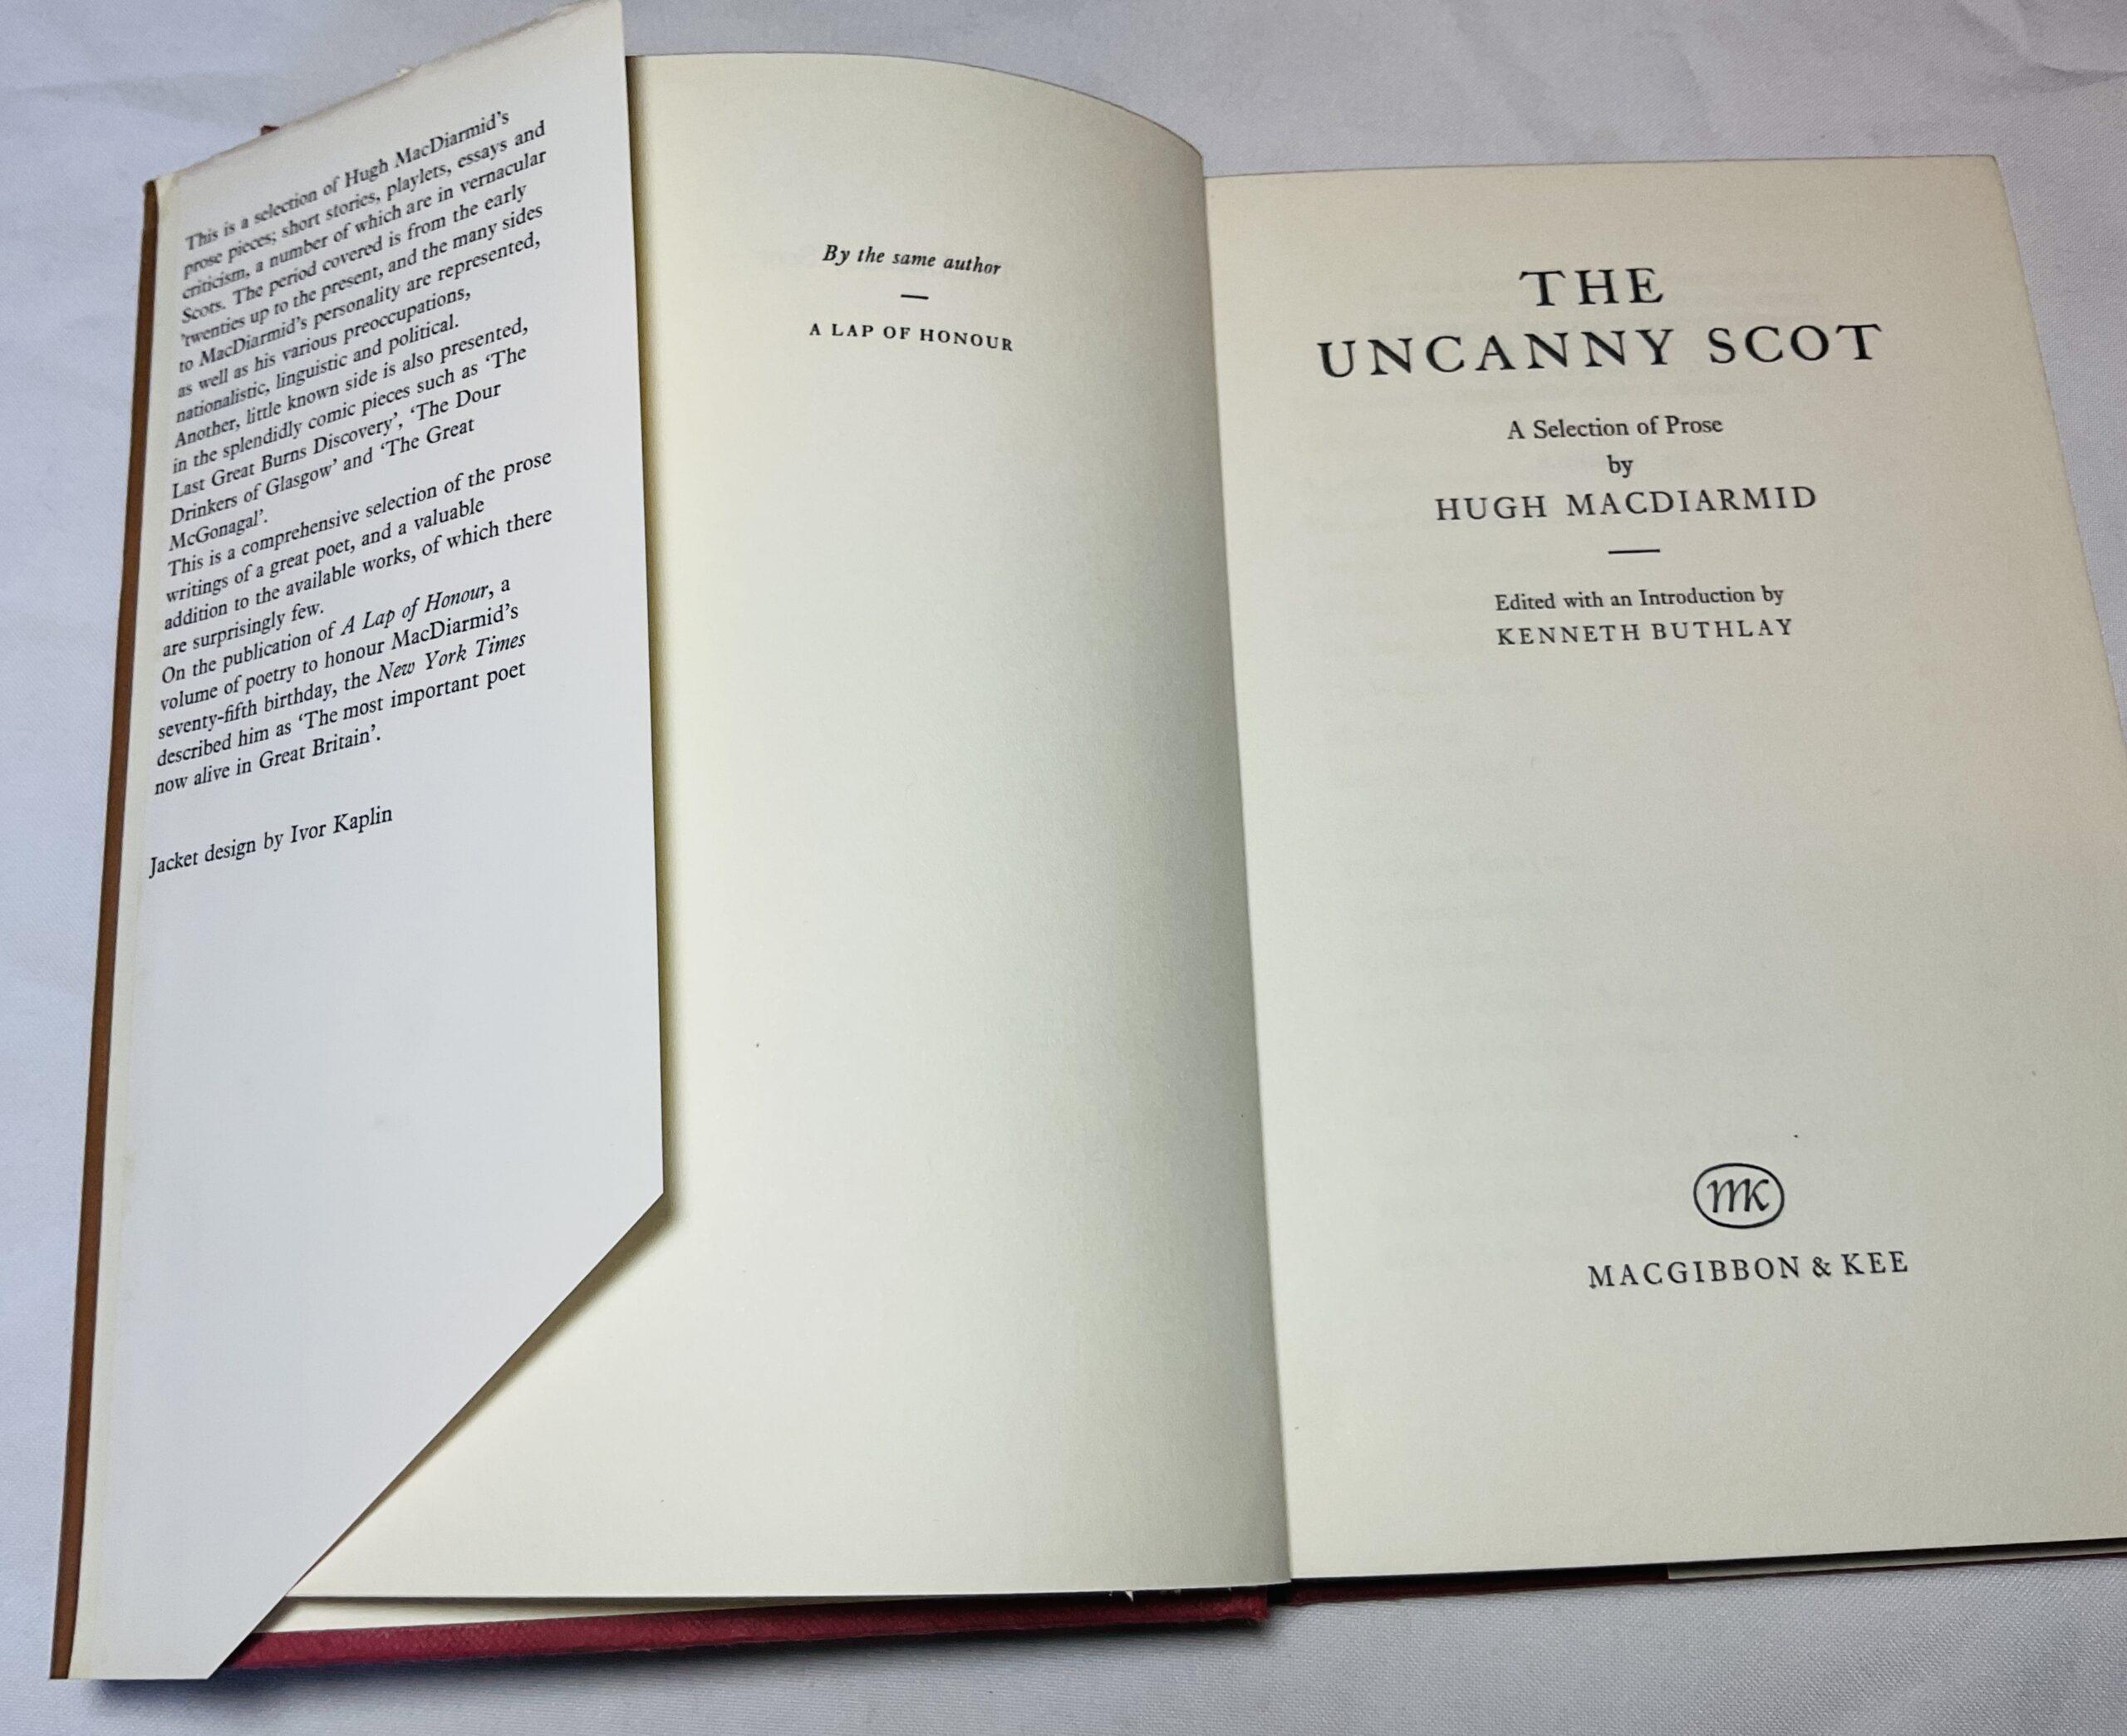 This is a selection of Hugh MacDiarmid's
prose pieces; short stories, playlets, essays and
criticism, a number of which are in vernacular
Scots. The period covered is from the early
'twenties up to the present, and the many sides
to MacDiarmid's personality are represented,
as well as his various preoccupations,
nationalistic, linguistic and political.
Another, little known side is also presented,
in the splendidly comic pieces such as 'The
Last Great Burns Discovery', 'The Dour
Drinkers of Glasgow' and 'The Great
McGonagal'.
This is a comprehensive selection of the prose
writings of a great poet, and a valuable
addition to the available works, of which there
are surprisingly few.
On the publication of A Lap of Honour, a
volume of poetry to honour MacDiarmid's
seventy-fifth birthday, the New York Times
described him as 'The most important poet
now alive in Great Britain'.
Jacket design by Ivor Kaplin
By the same author
A LAP OF HONOUR
THE
UNCANNY SCOT
A Selection of Prose
by
HUGH MACDIARMID
Edited with an Introduction by
KENNETH BUTHLAY
MK
MACGIBBON & KEE